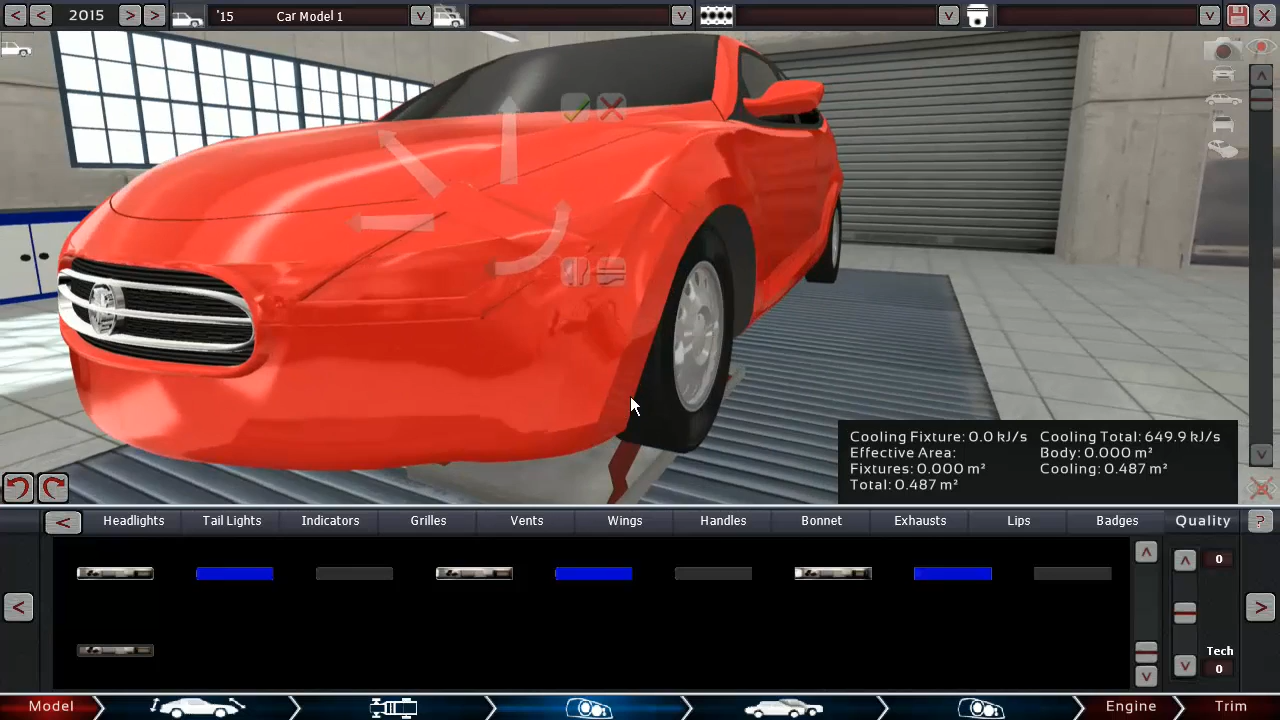 2015 '15 Car Model 1
Cooling Fixture: 0.0 kJ/s Cooling Total: 649.9 kJ/s
Effective Area: Body: 0.000 m²
Fixtures: 0.000 m² Cooling: 0.487 m²
Total: 0.487 m²
Headlights Tail Lights Indicators Grilles Vents Wings Handles Bonnet Exhausts Lips Badges Quality ?
0
Tech
0
Model Engine Trim